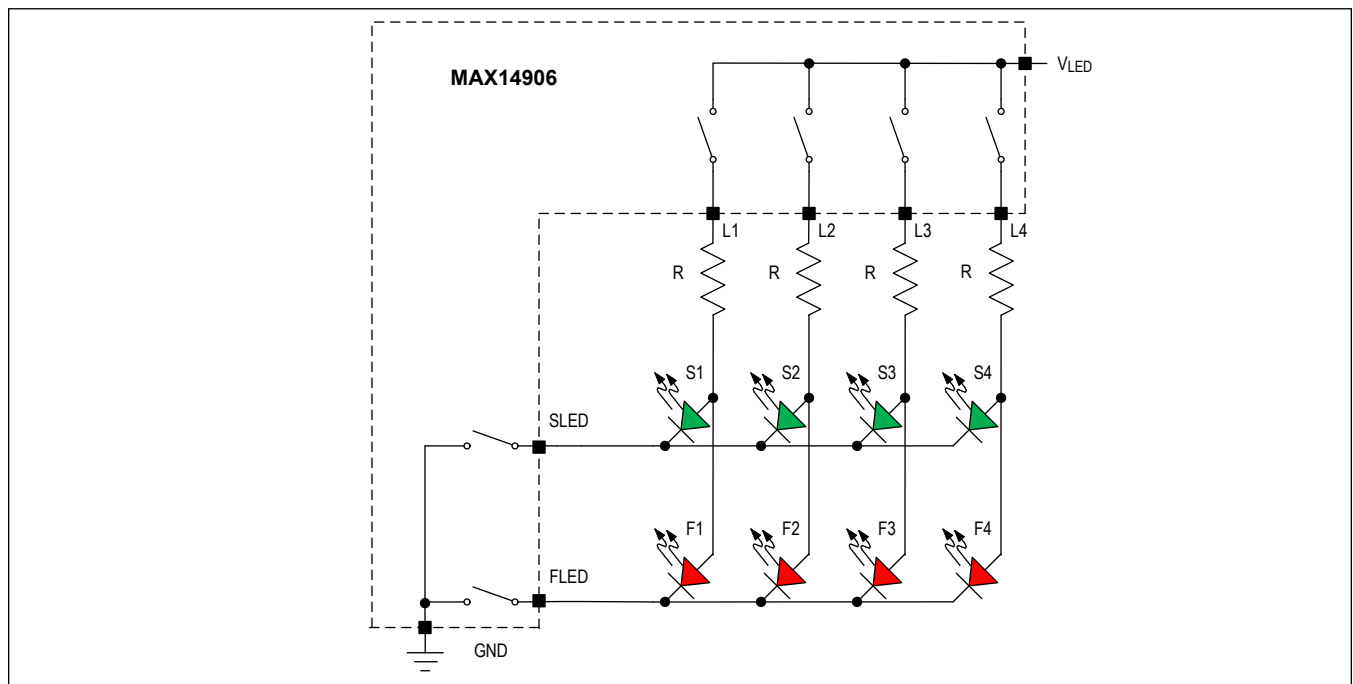 MAX14906
VLED
L1 L2 L3 L4
R R R R
S1 S2 S3 S4
SLED
F1 F2 F3 F4
FLED
GND